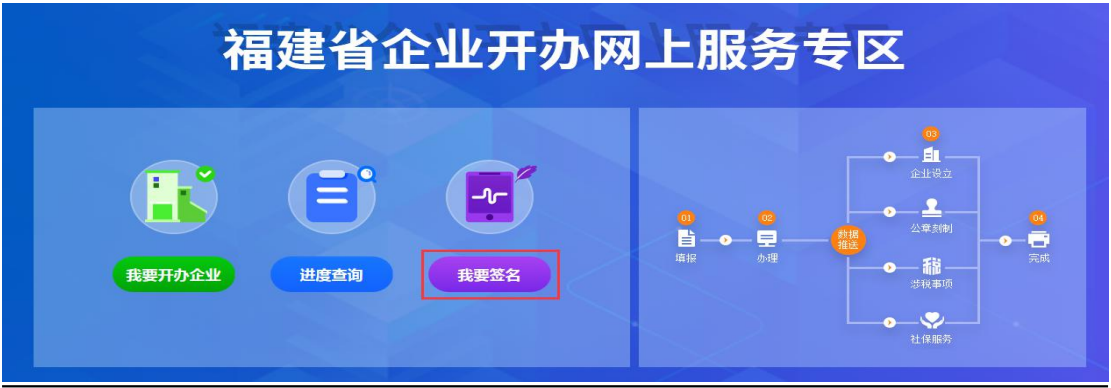 福建省企业开办网上服务专区
我要开办企业
进度查询
我要签名
01
填报
02
办理
数据
推送
03
企业设立
公章刻制
涉税事项
社保服务
04
完成